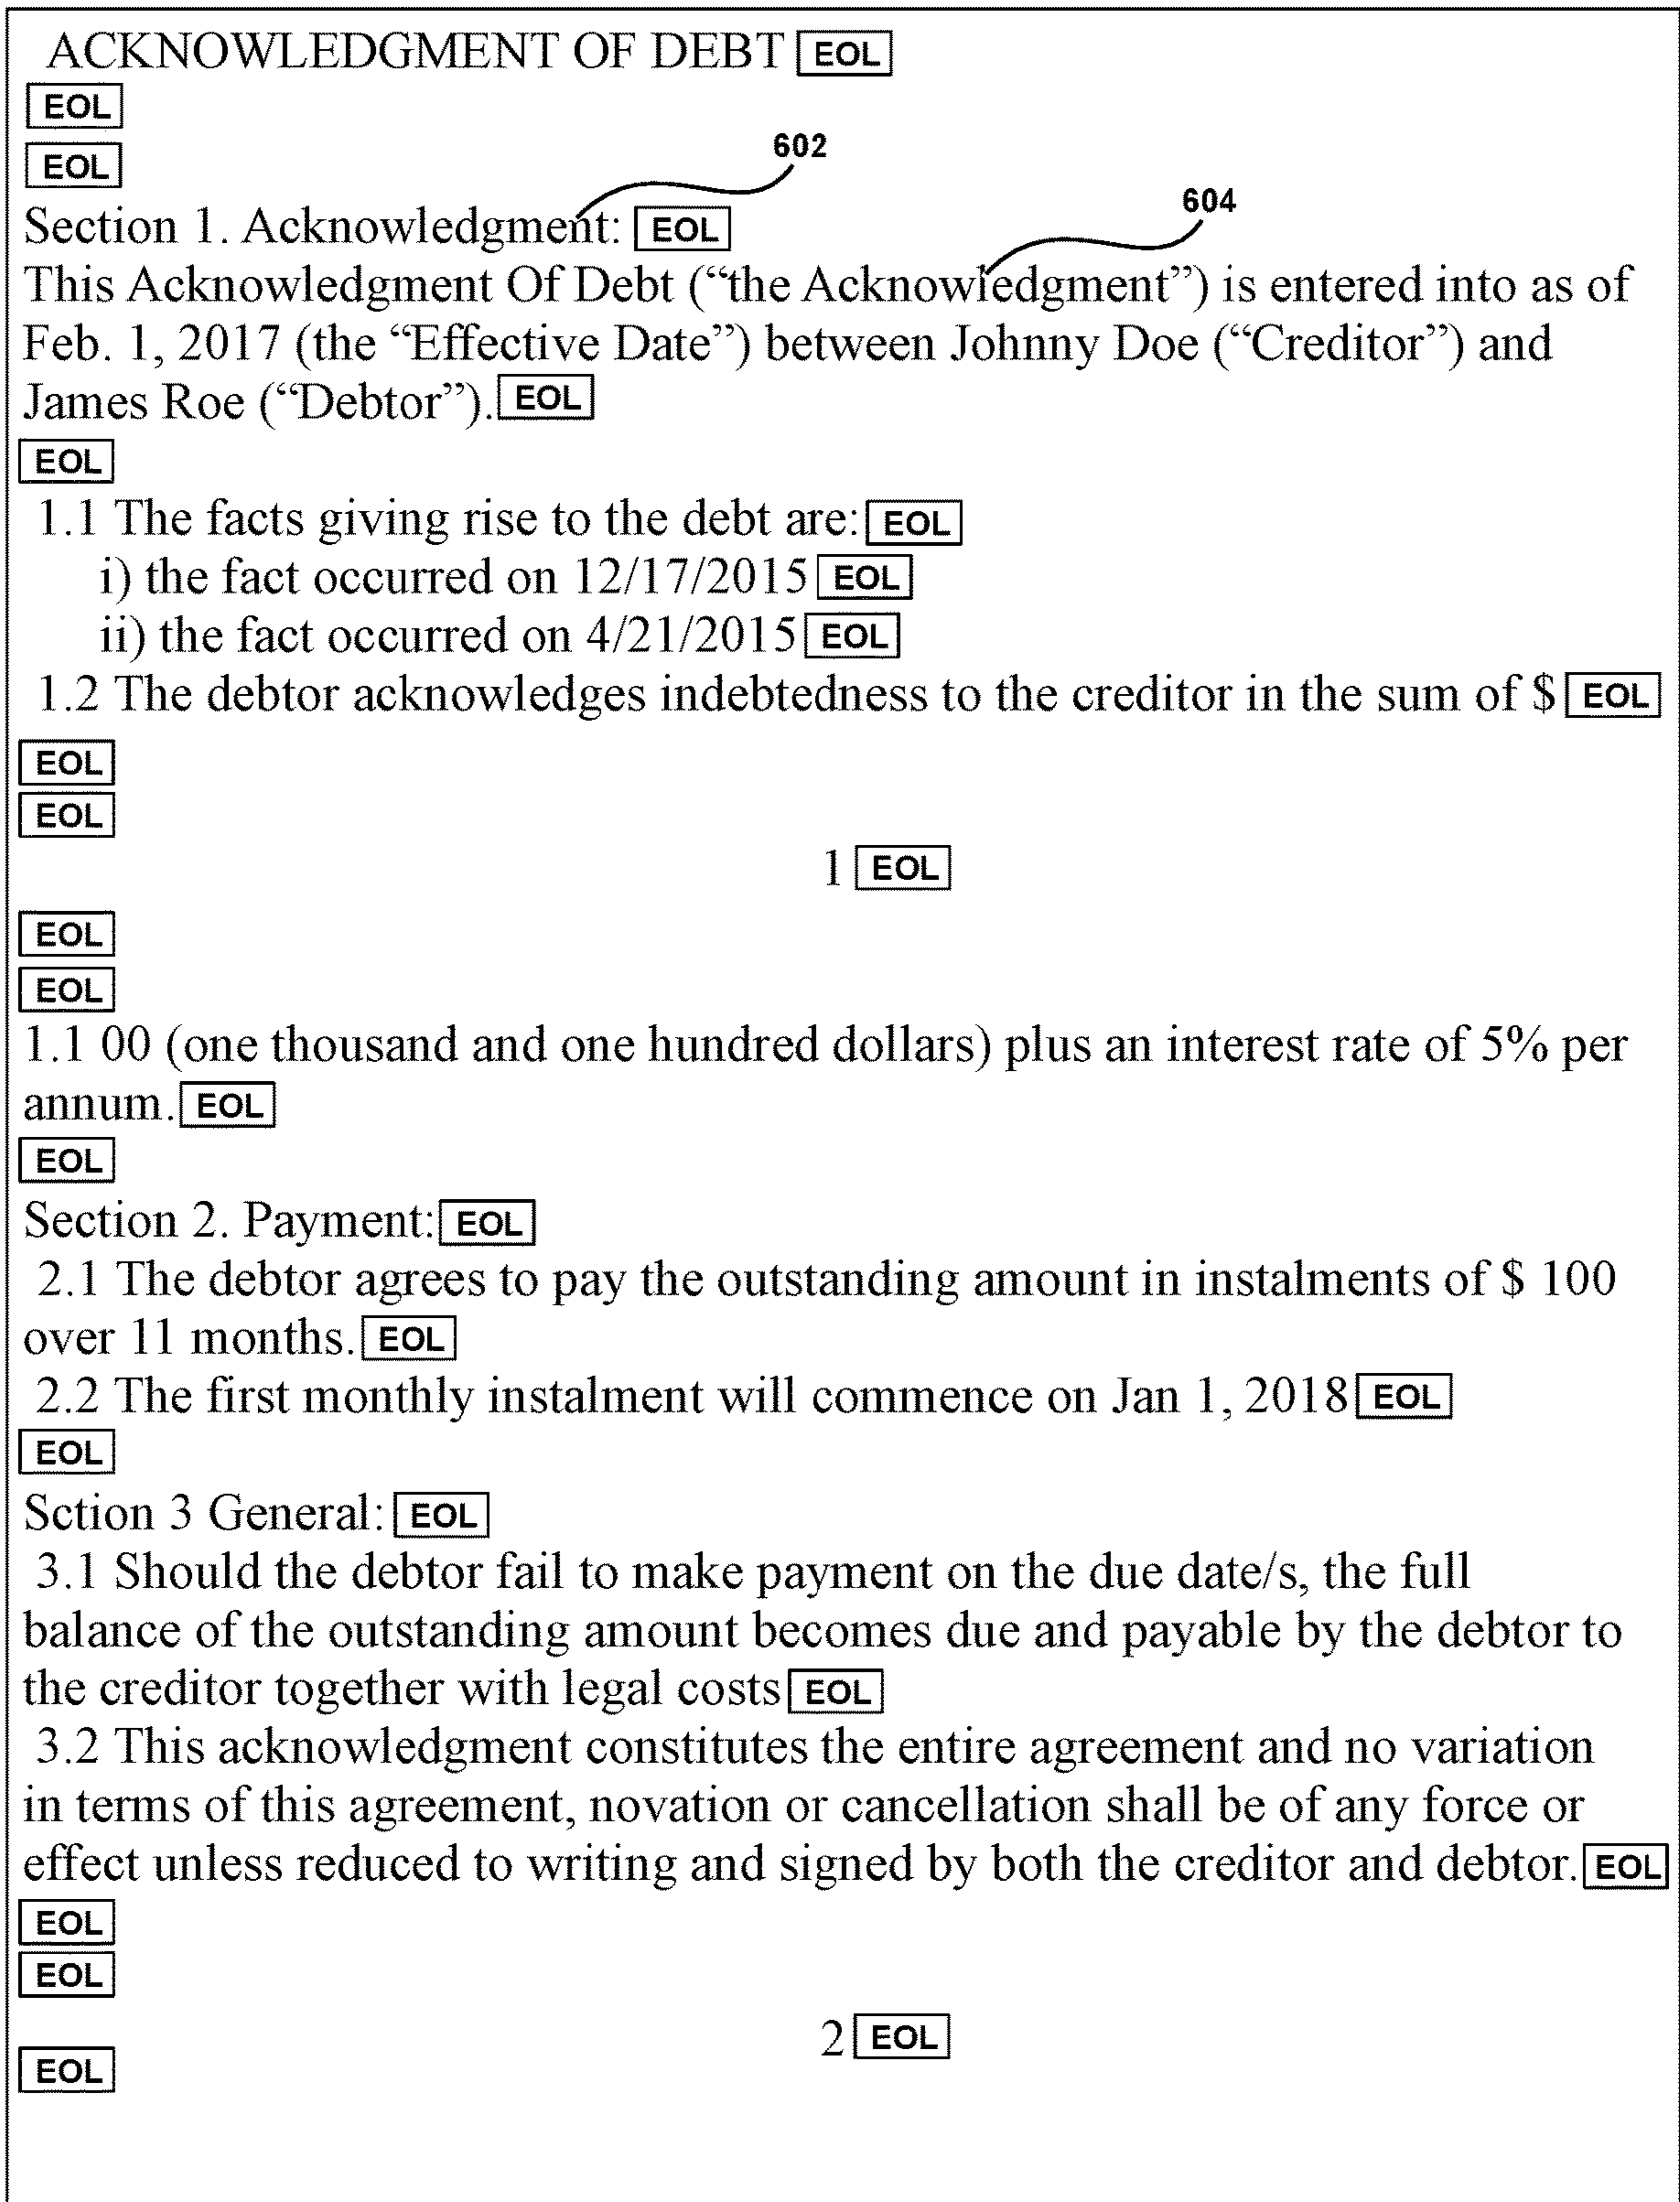 ACKNOWLEDGMENT OF DEBT EOL
EOL
EOL
602
Section 1. Acknowledgment: EOL
604
This Acknowledgment Of Debt (“the Acknowledgment”) is entered into as of
Feb. 1, 2017 (the “Effective Date”) between Johnny Doe (“Creditor”) and
James Roe (“Debtor”). EOL
EOL
1.1 The facts giving rise to the debt are: EOL
i) the fact occurred on 12/17/2015 EOL
ii) the fact occurred on 4/21/2015 EOL
1.2 The debtor acknowledges indebtedness to the creditor in the sum of $ EOL
EOL
EOL
1 EOL
EOL
EOL
1.1 00 (one thousand and one hundred dollars) plus an interest rate of 5% per
annum. EOL
EOL
Section 2. Payment: EOL
2.1 The debtor agrees to pay the outstanding amount in instalments of $ 100
over 11 months. EOL
2.2 The first monthly instalment will commence on Jan 1, 2018 EOL
EOL
Sction 3 General: EOL
3.1 Should the debtor fail to make payment on the due date/s, the full
balance of the outstanding amount becomes due and payable by the debtor to
the creditor together with legal costs EOL
3.2 This acknowledgment constitutes the entire agreement and no variation
in terms of this agreement, novation or cancellation shall be of any force or
effect unless reduced to writing and signed by both the creditor and debtor. EOL
EOL
EOL
2 EOL
EOL